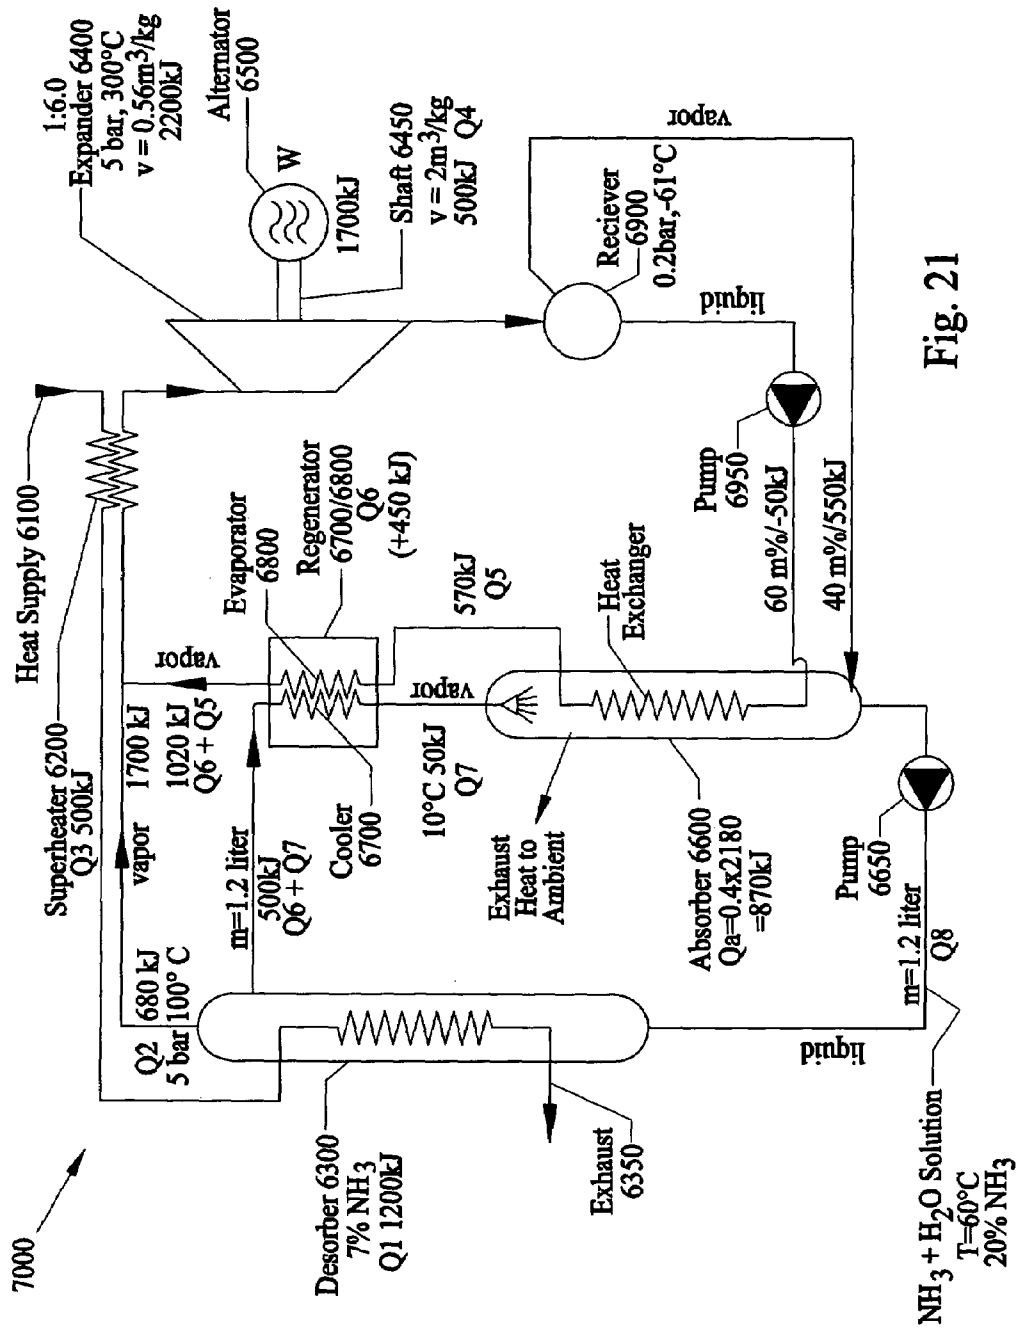 7000
Heat Supply 6100
Superheater 6200
Q3 500kJ
1:6.0
Expander 6400
5 bar, 300°C
v = 0.56m3/kg
2200kJ
Alternator
6500
W
1700kJ
Shaft 6450
v = 2m3/kg
500kJ Q4
vapor
1700 kJ
vapor
1020 kJ
Q6 + Q5
Q2 680 kJ
5 bar 100° C
m=1.2 liter
500kJ
Q6 + Q7
Evaporator
6800
Regenerator
6700/6800
Q6
(+450 kJ)
Cooler
6700
vapor
10°C 50kJ
Q7
570kJ
Q5
Reciever
6900
0.2bar,-61°C
vapor
liquid
Pump
6950
60 m%/-50kJ
40 m%/550kJ
Heat
Exchanger
Exhaust
Heat to
Ambient
Absorber 6600
Qa=0.4x2180
=870kJ
Desorber 6300
7% NH3
Q1 1200kJ
Exhaust
6350
liquid
Pump
6650
m=1.2 liter
Q8
NH3 + H2O Solution
T=60°C
20% NH3
Fig. 21